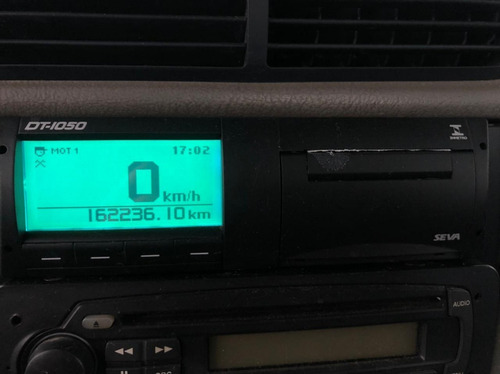 DT-1050
MOT 1 17:02
0 km/h
162236.10 km
SEVA
AUDIO